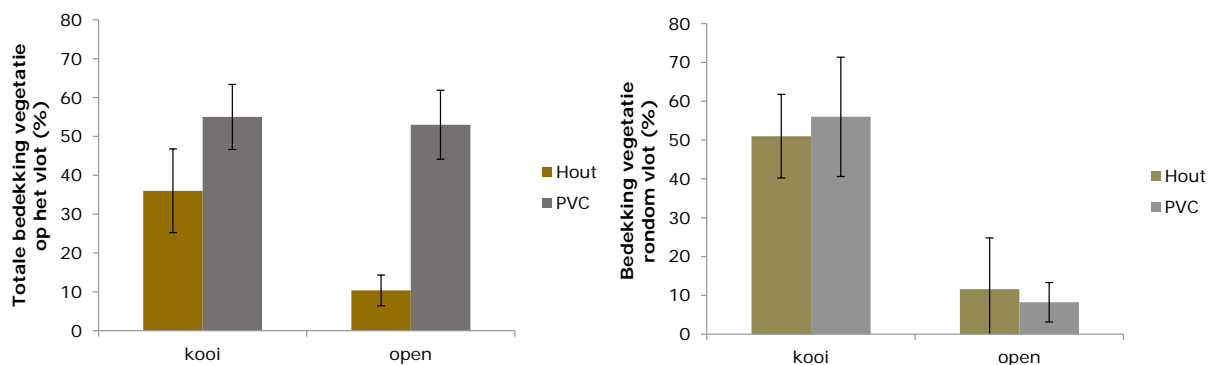 Totale bedekking vegetatie
op het vlot (%)
80
70
60
50
40
30
20
10
0
kooi
open
Hout
PVC
Bedekking vegetatie
rondom vlot (%)
80
70
60
50
40
30
20
10
0
kooi
open
Hout
PVC